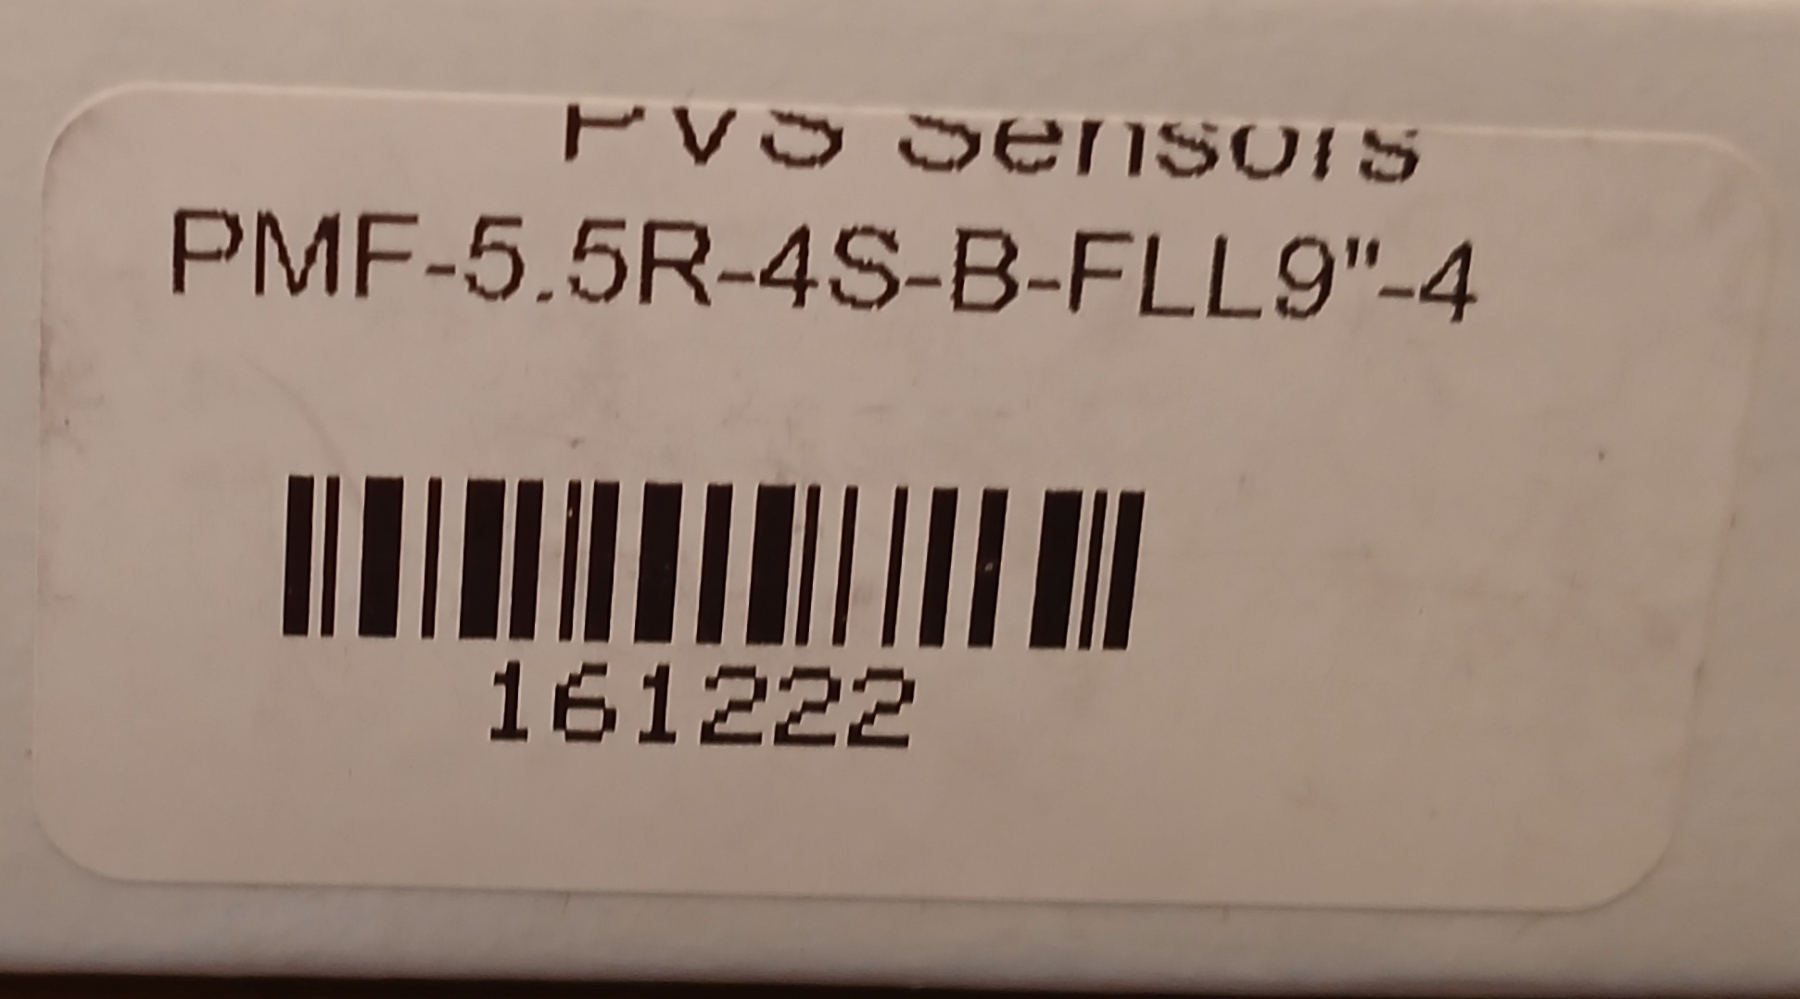 PVS Sensors
PMF-5.5R-4S-B-FLL9"-4
161222